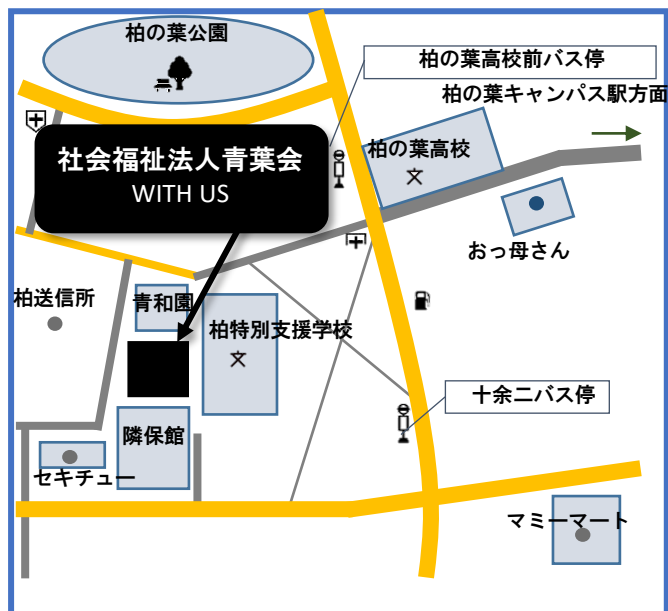 柏の葉公園
柏の葉高校前バス停
柏の葉キャンパス駅方面
社会福祉法人青葉会
WITH US
柏の葉高校
おっ母さん
柏送信所
青和園
柏特別支援学校
十余二バス停
隣保館
セキチュー
マミーマート